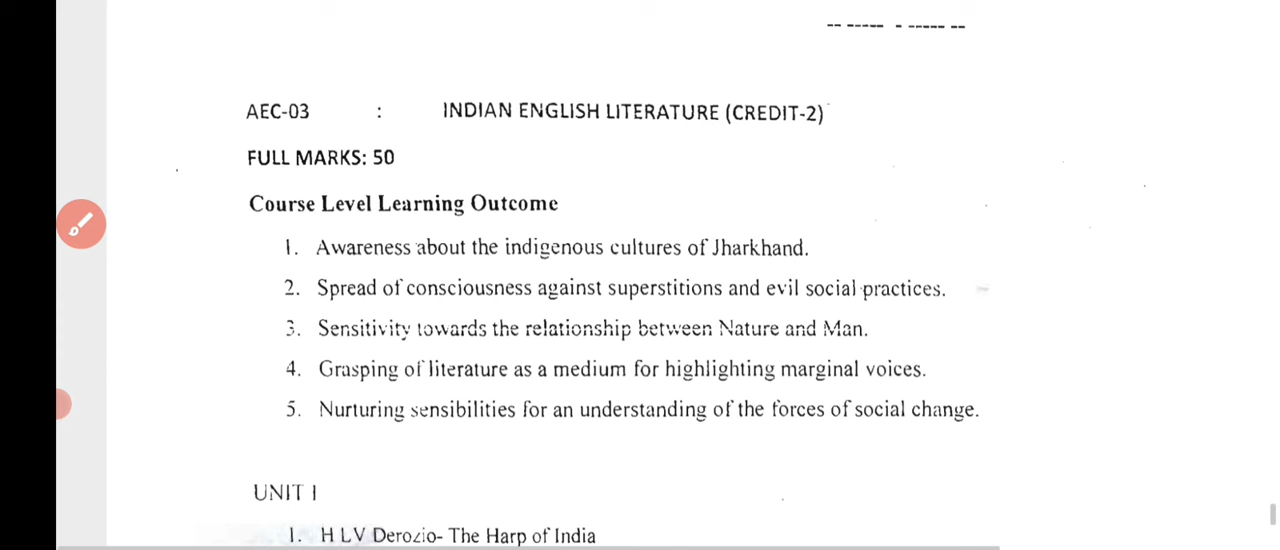 AEC-03 : INDIAN ENGLISH LITERATURE (CREDIT-2)
FULL MARKS: 50
Course Level Learning Outcome
1. Awareness about the indigenous cultures of Jharkhand.
2. Spread of consciousness against superstitions and evil social practices.
3. Sensitivity towards the relationship between Nature and Man.
4. Grasping of literature as a medium for highlighting marginal voices.
5. Nurturing sensibilities for an understanding of the forces of social change.
UNIT I
1. H L V Derozio- The Harp of India